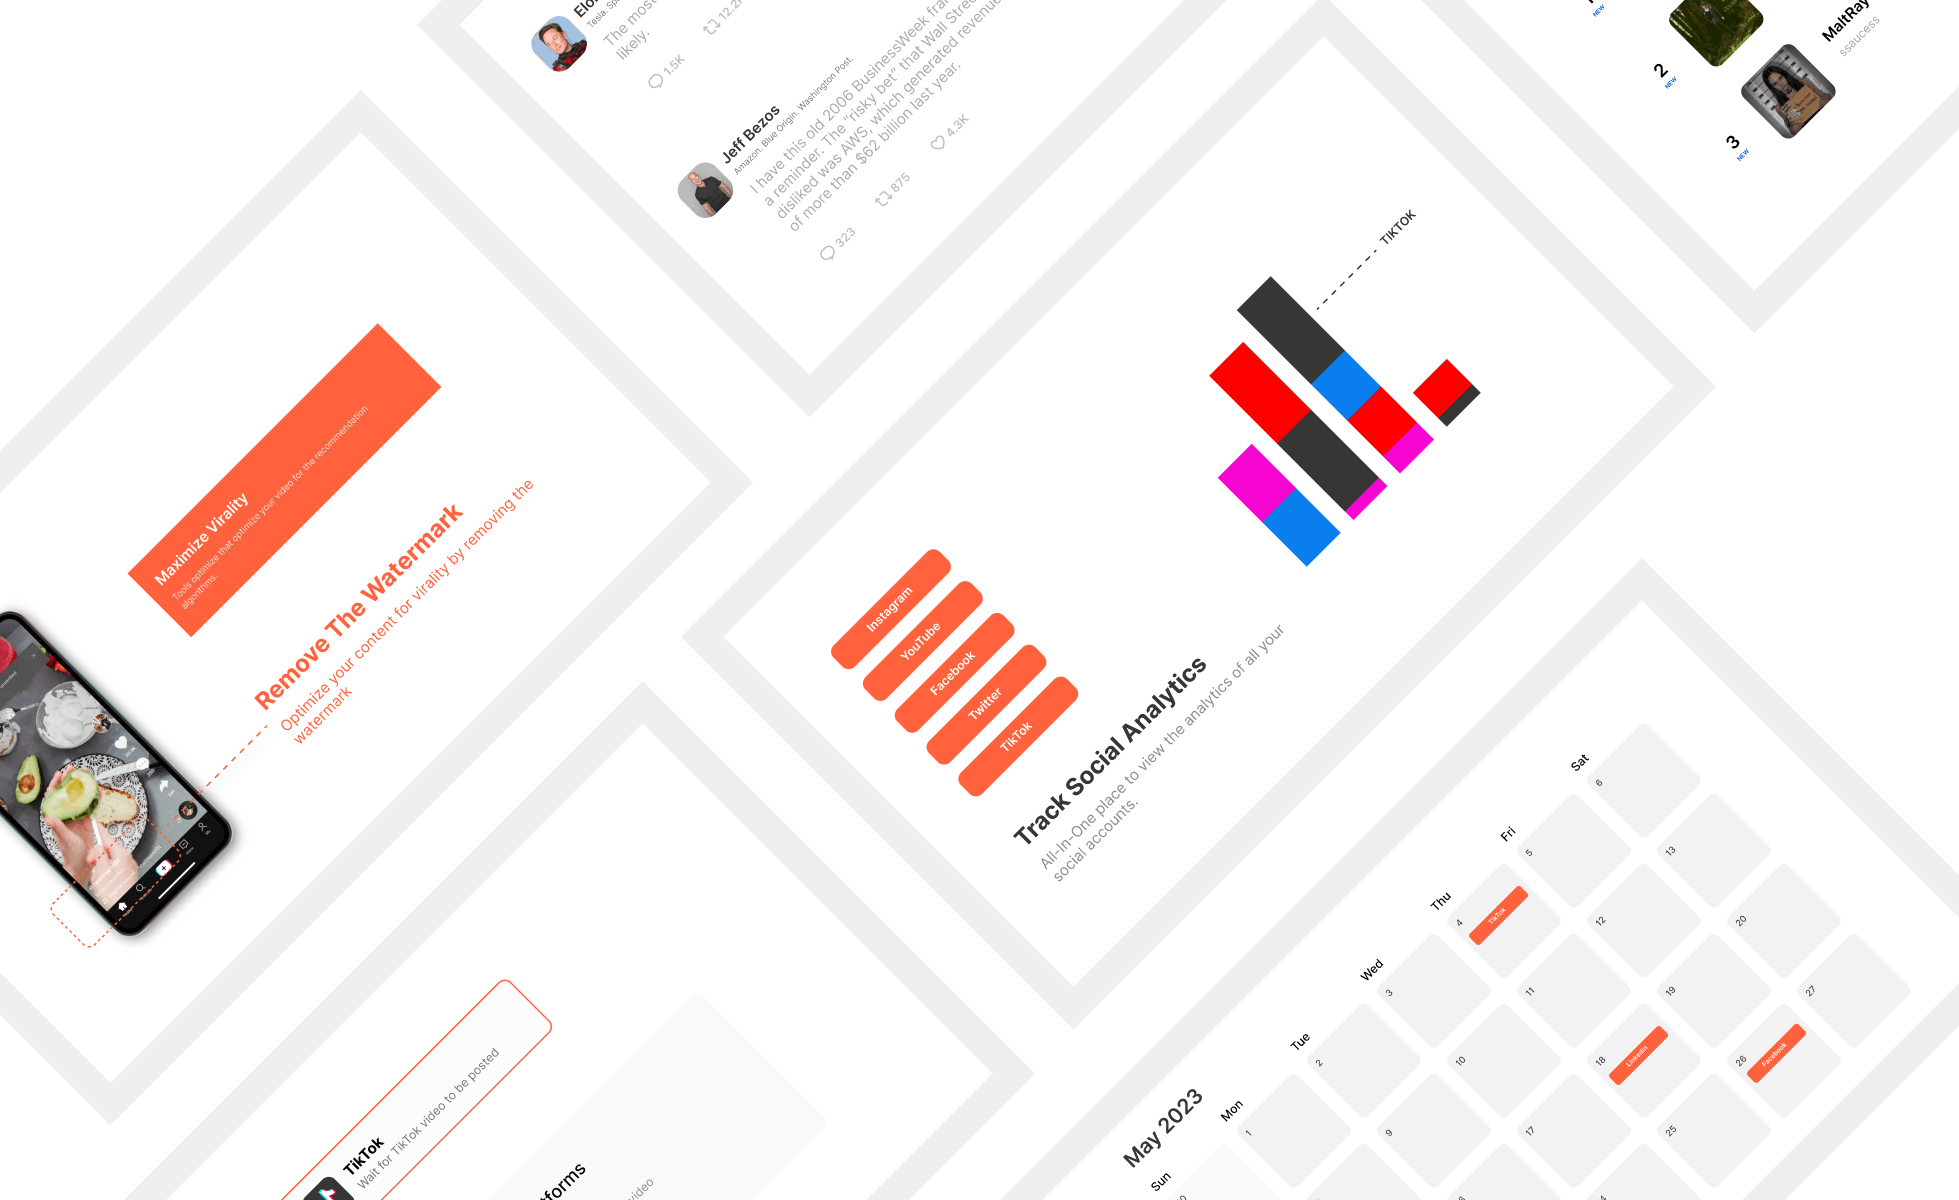 Tesla. Sp
The most
likely.
1.5K
12.2
Jeff Bezos
Amazon. Blue Origin. Washington Post.
I have this old 2006 BusinessWeek fra
a reminder. The "risky bet" that Wall Stree
disliked was AWS, which generated revenue
of more than $62 billion last year.
323
875
4.3K
NEW
2
NEW
MaltRay
ssaucess
3
NEW
Maximize Virality
Tools optimize that optimize your video for the recommendation
algorithms.
Remove The Watermark
Optimize your content for virality by removing the
watermark
TIKTOK
Instagram
YouTube
Facebook
Twitter
TikTok
Track Social Analytics
All-In-One place to view the analytics of all your
social accounts.
TikTok
Wait for TikTok video to be posted
tforms
video
May 2023
Sun
Mon
Tue
Wed
Thu
Fri
Sat
1
2
3
4
TikTok
5
6
9
10
11
12
13
17
18
Linkedin
19
20
25
26
Facebook
27